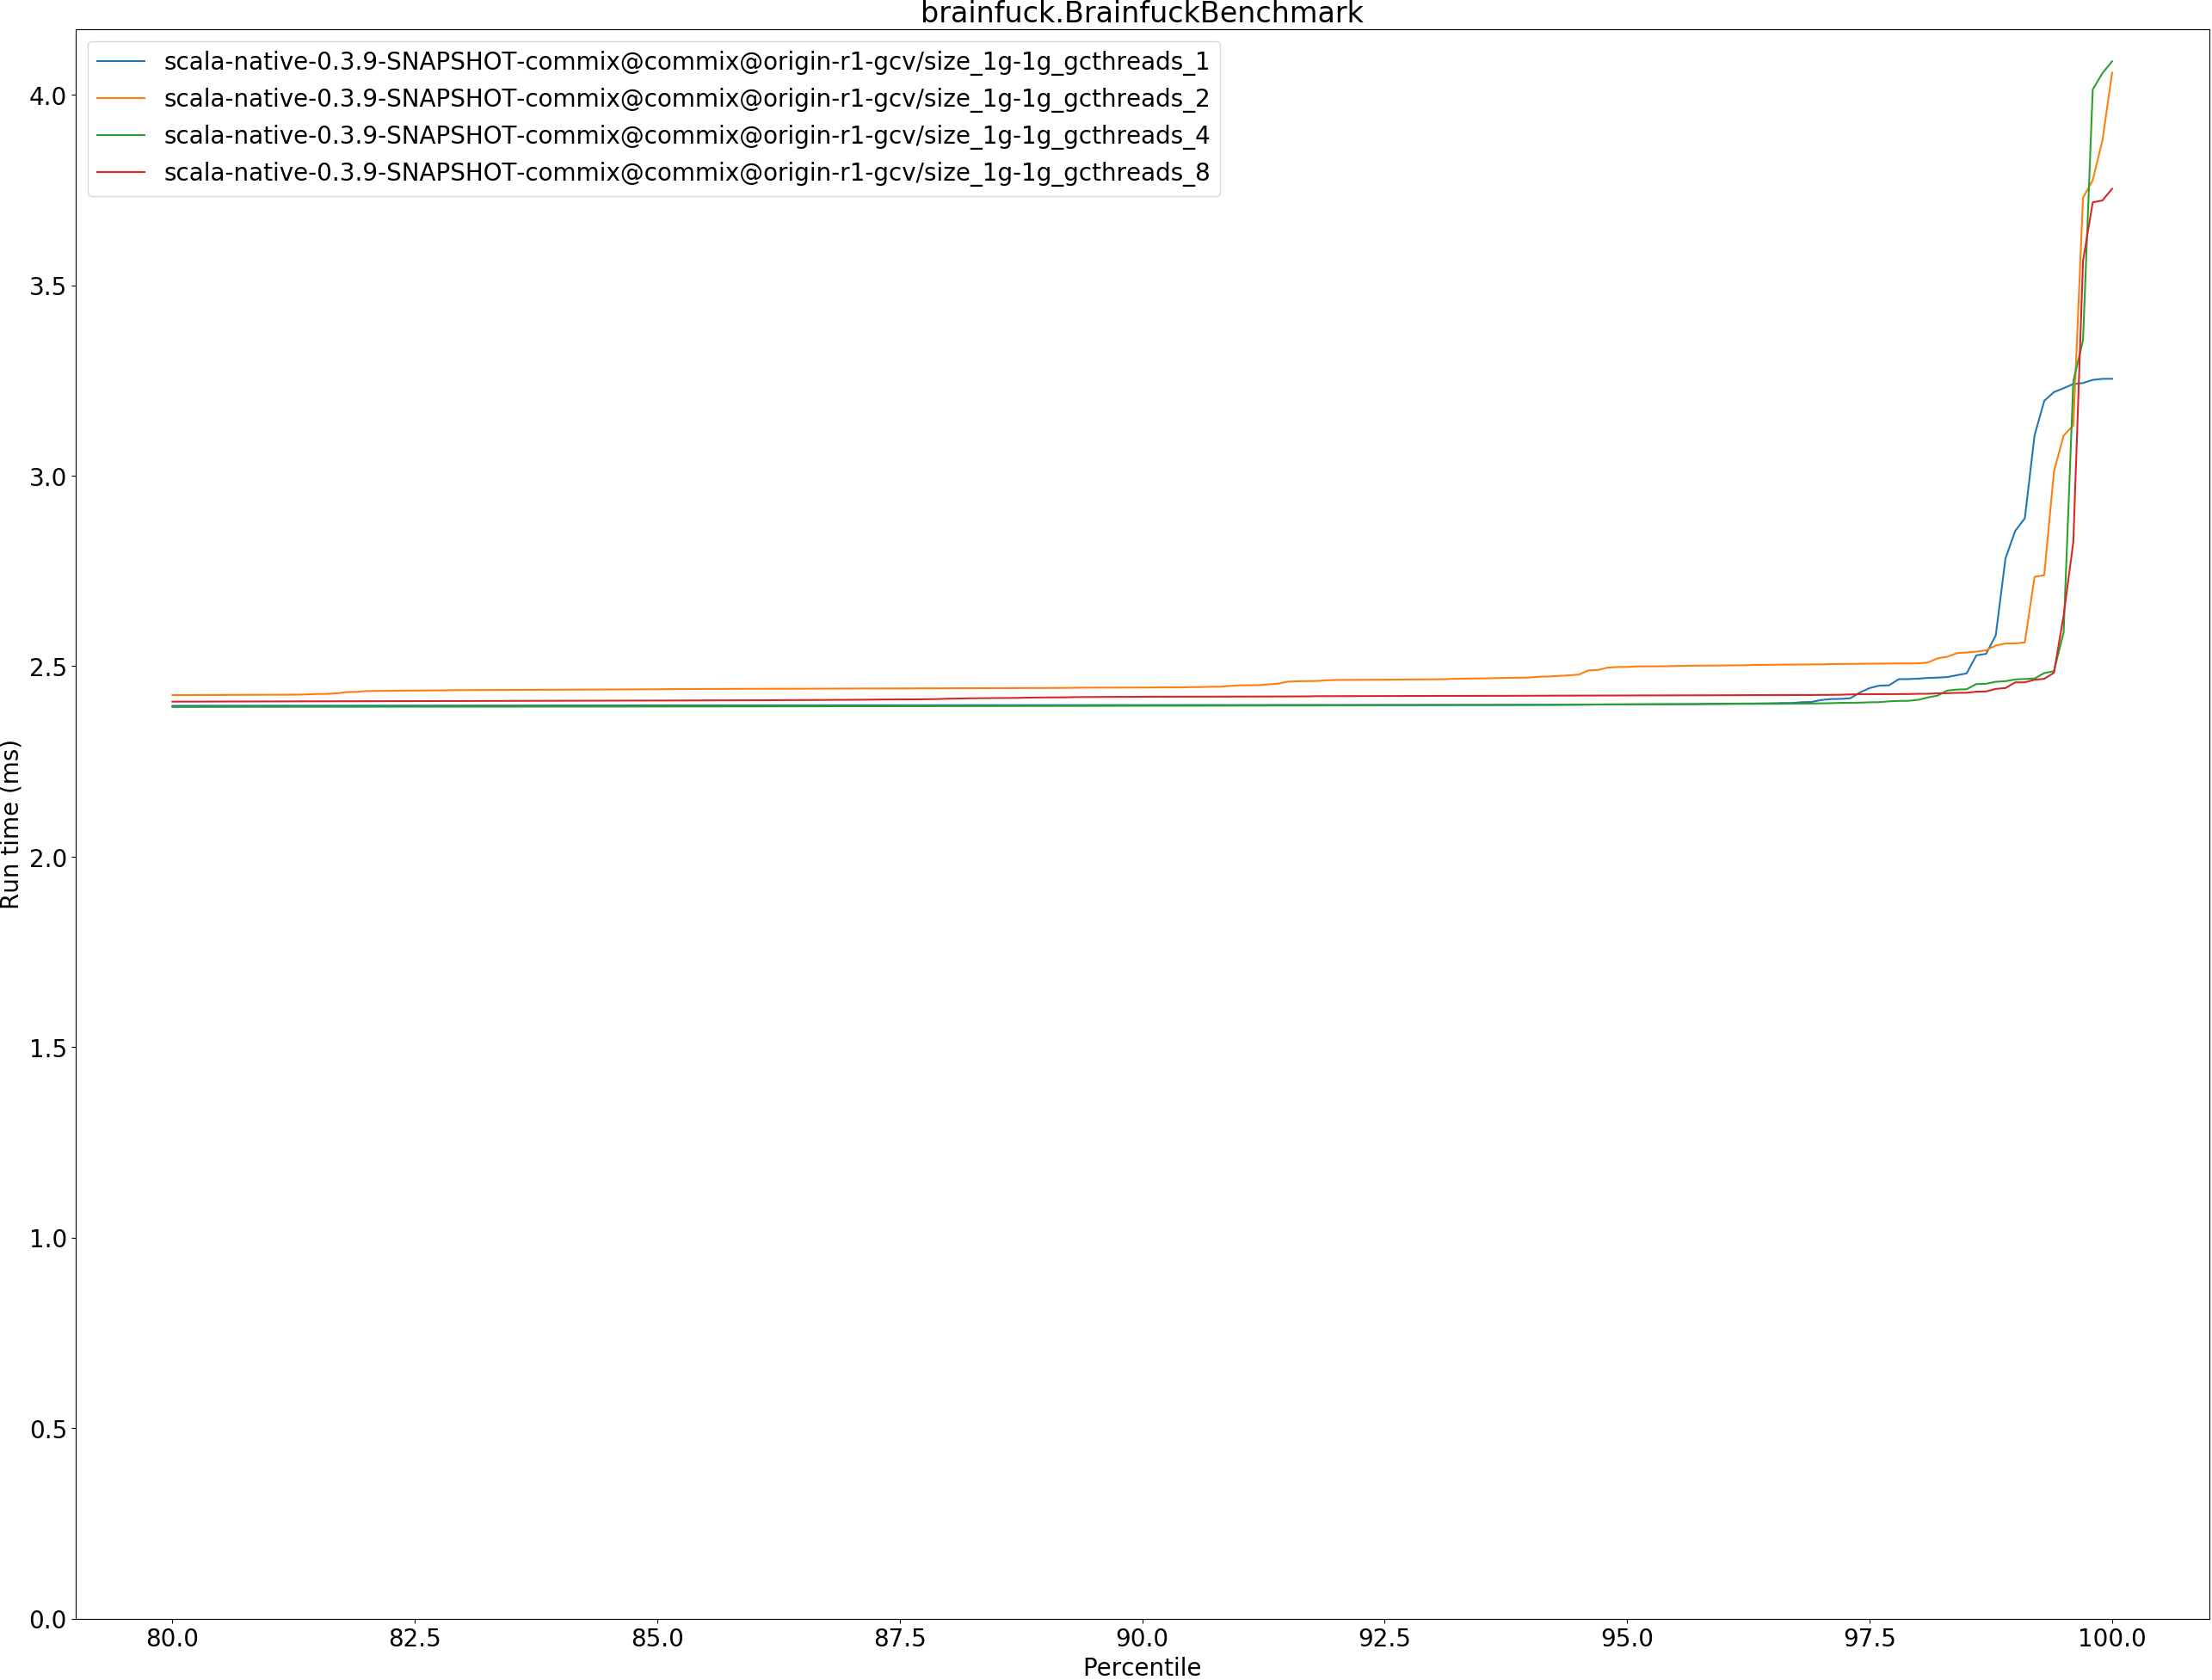 brainfuck.BrainfuckBenchmark
scala-native-0.3.9-SNAPSHOT-commix@commix@origin-r1-gcv/size_1g-1g_gcthreads_1
scala-native-0.3.9-SNAPSHOT-commix@commix@origin-r1-gcv/size_1g-1g_gcthreads_2
scala-native-0.3.9-SNAPSHOT-commix@commix@origin-r1-gcv/size_1g-1g_gcthreads_4
scala-native-0.3.9-SNAPSHOT-commix@commix@origin-r1-gcv/size_1g-1g_gcthreads_8
4.0
3.5
3.0
2.5
2.0
1.5
1.0
0.5
0.0
Run time (ms)
80.0 82.5 85.0 87.5 90.0 92.5 95.0 97.5 100.0
Percentile